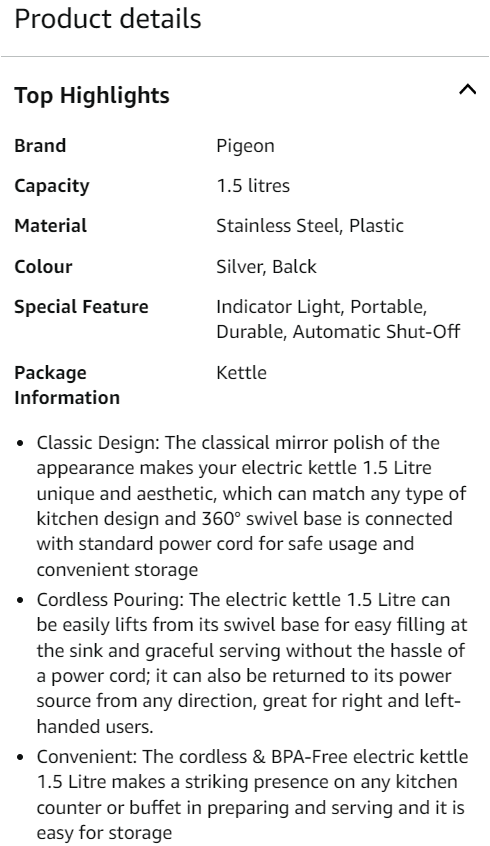 Product details
Top Highlights
Brand Pigeon
Capacity 1.5 litres
Material Stainless Steel, Plastic
Colour Silver, Balck
Special Feature Indicator Light, Portable,
Durable, Automatic Shut-Off
Package Kettle
Information
• Classic Design: The classical mirror polish of the
appearance makes your electric kettle 1.5 Litre
unique and aesthetic, which can match any type of
kitchen design and 360° swivel base is connected
with standard power cord for safe usage and
convenient storage
• Cordless Pouring: The electric kettle 1.5 Litre can
be easily lifts from its swivel base for easy filling at
the sink and graceful serving without the hassle of
a power cord; it can also be returned to its power
source from any direction, great for right and left-
handed users.
• Convenient: The cordless & BPA-Free electric kettle
1.5 Litre makes a striking presence on any kitchen
counter or buffet in preparing and serving and it is
easy for storage